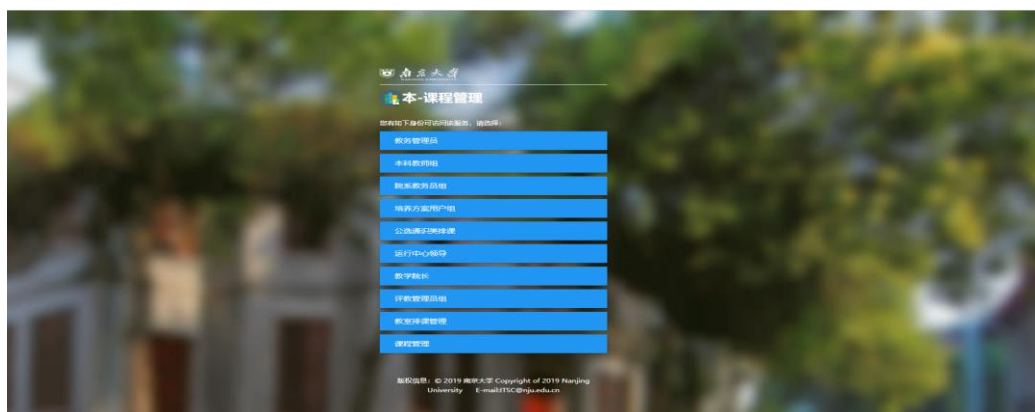 南京大学
本-课程管理
您有如下身份可访问该服务，请选择：
教务管理员
本科教师组
院系教务员组
培养方案用户组
公选通识类排课
运行中心领导
教学院长
评教管理员组
教室排课管理
课程管理
版权信息：© 2019 南京大学 Copyright of 2019 Nanjing
University E-mail:ITSC@nju.edu.cn